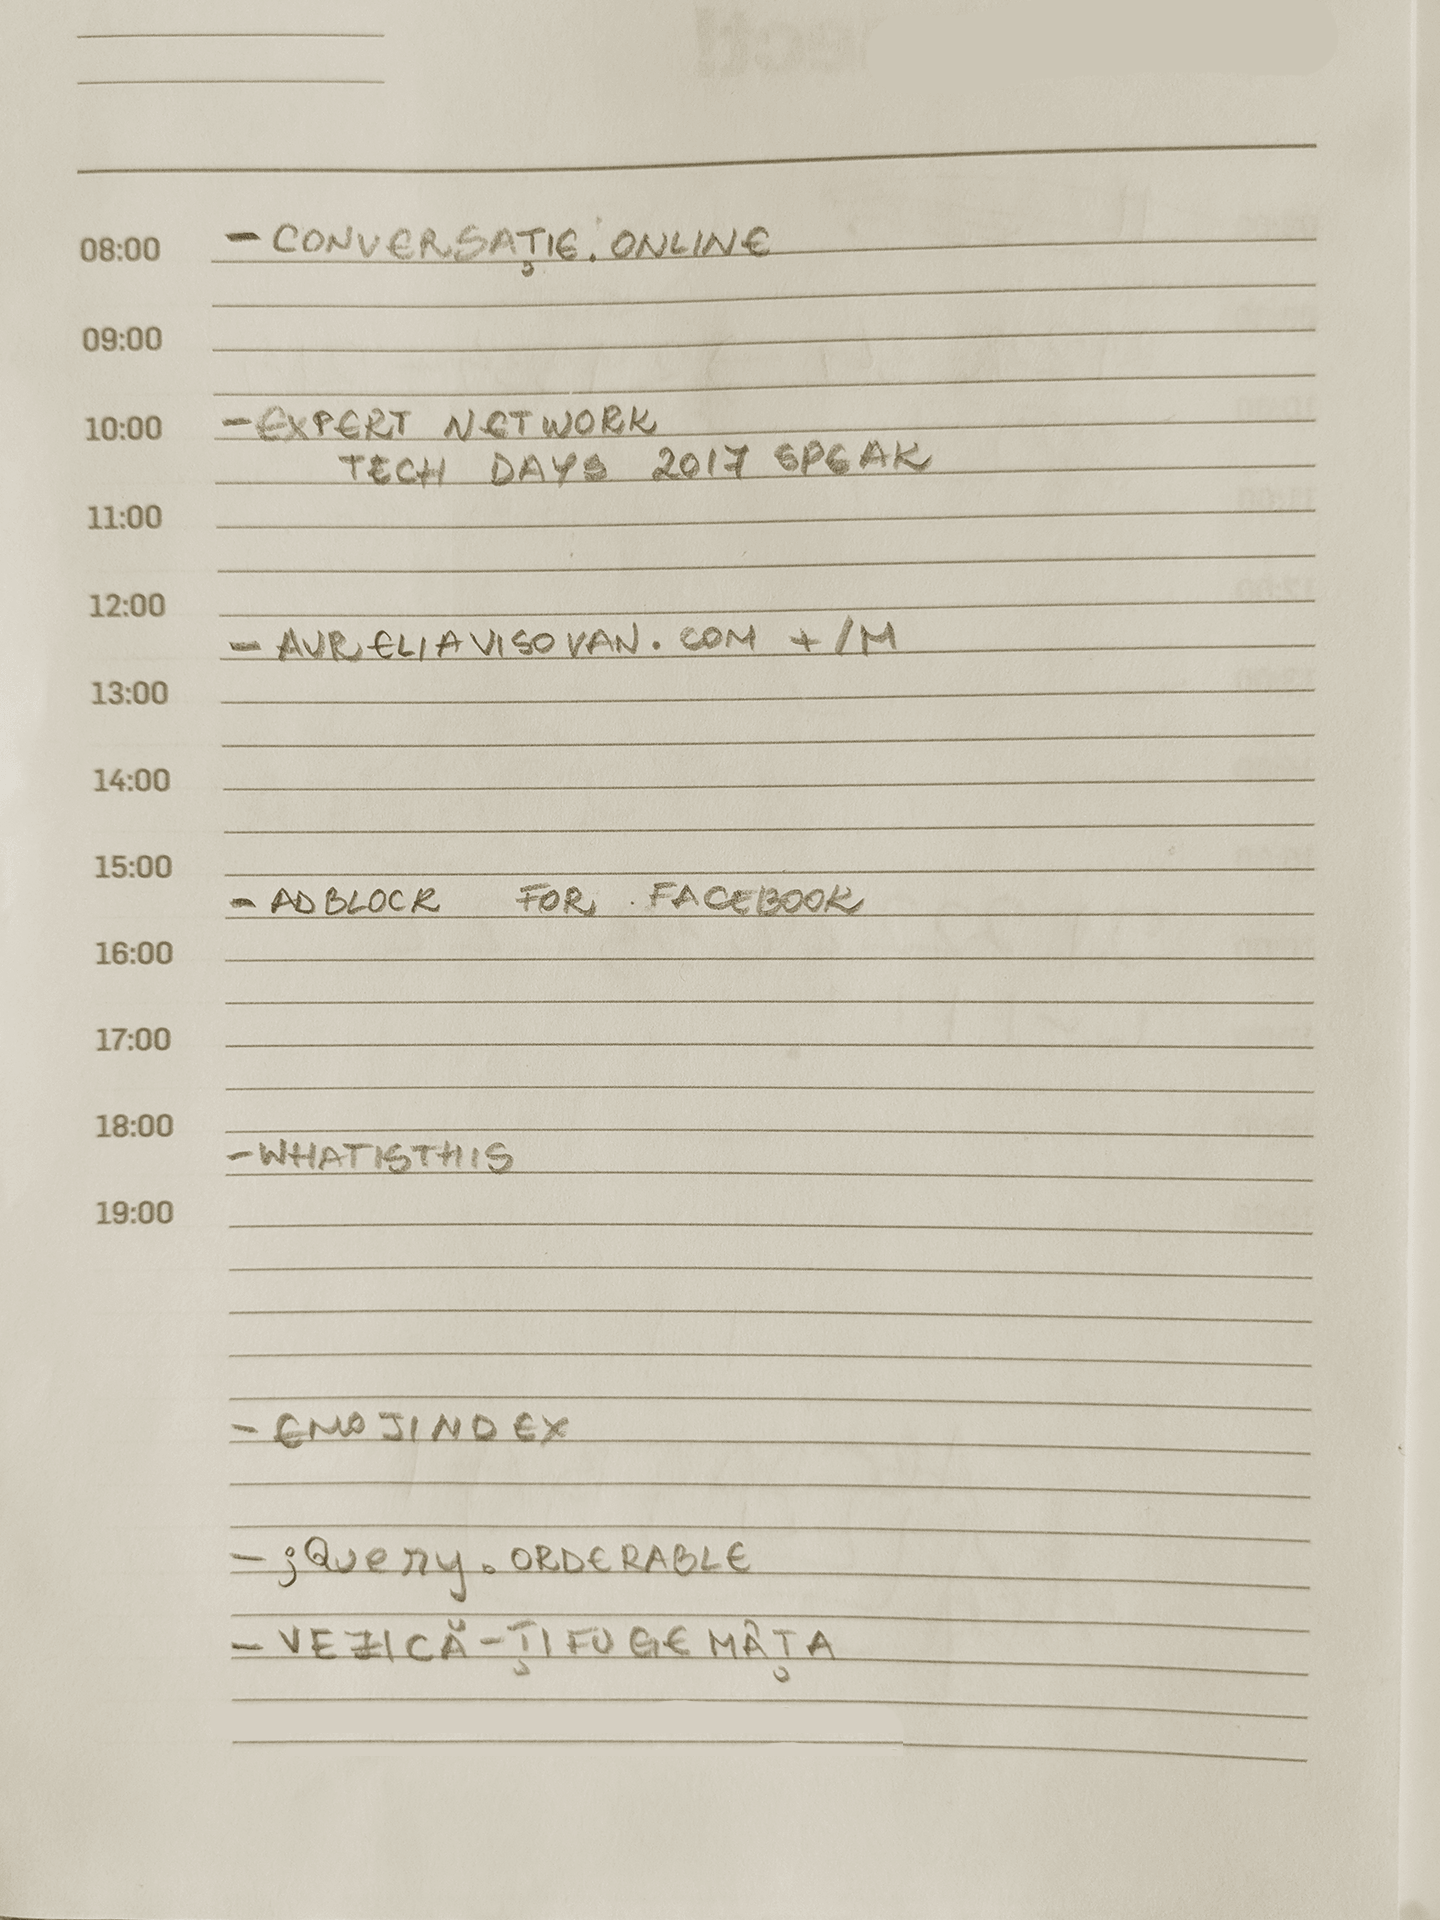 08:00 - CONVERSAȚIE.ONLINE
09:00
10:00 - EXPERT NETWORK
TECH DAYS 2017 SPEAK
11:00
12:00
- AURELIAVISOVAN.COM + /M
13:00
14:00
15:00
- ADBLOCK FOR FACEBOOK
16:00
17:00
18:00
- WHATISTHIS
19:00
- EMOJINDEX
- jQuery.ORDERABLE
- VEZICĂ-ȚIFUGEMÂȚA